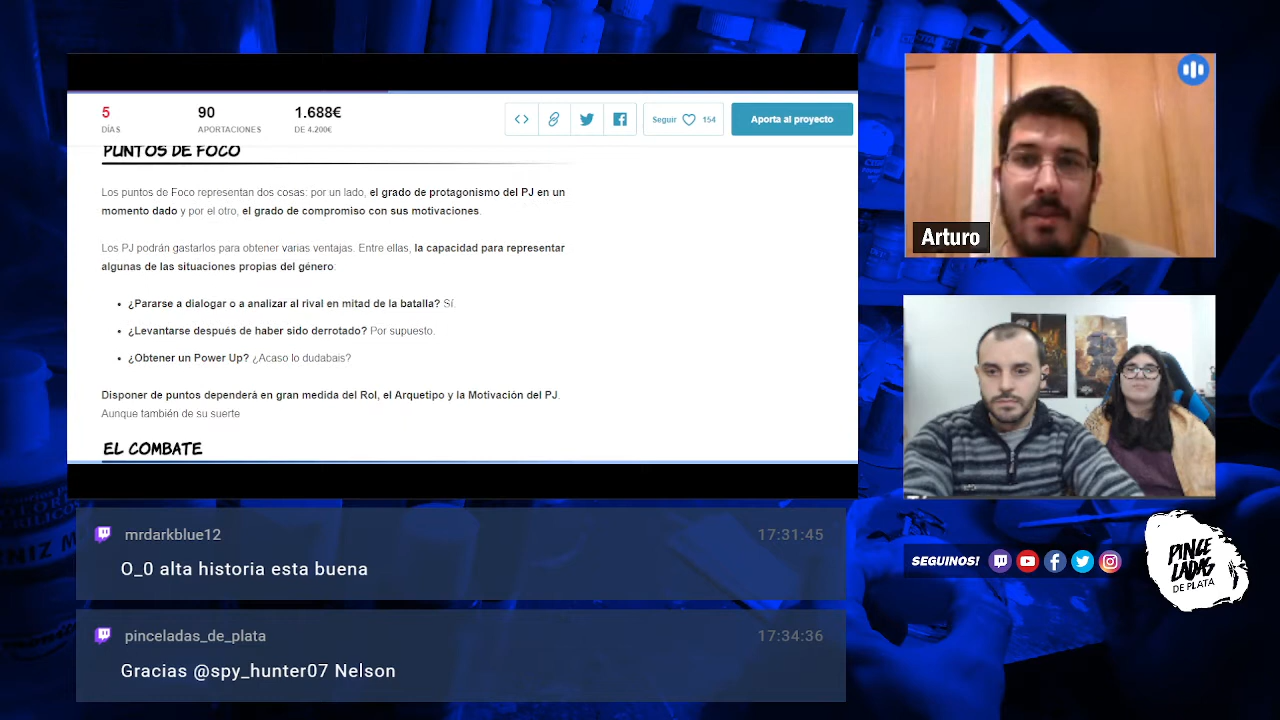 5
DÍAS
90
APORTACIONES
1.688€
DE 4.200€
Seguir
154
Aporta al proyecto
PUNTOS DE FOCO
Los puntos de Foco representan dos cosas: por un lado, el grado de protagonismo del PJ en un
momento dado y por el otro, el grado de compromiso con sus motivaciones.
Los PJ podrán gastarlos para obtener varias ventajas. Entre ellas, la capacidad para representar
algunas de las situaciones propias del género:
• ¿Pararse a dialogar o a analizar al rival en mitad de la batalla? Sí.
• ¿Levantarse después de haber sido derrotado? Por supuesto.
• ¿Obtener un Power Up? ¿Acaso lo dudabais?
Disponer de puntos dependerá en gran medida del Rol, el Arquetipo y la Motivación del PJ.
Aunque también de su suerte
EL COMBATE
Arturo
mrdarkblue12
17:31:45
O_0 alta historia esta buena
pinceladas_de_plata
17:34:36
Gracias @spy_hunter07 Nelson
SEGUINOS!
PINCE
LADAS
DE PLATA